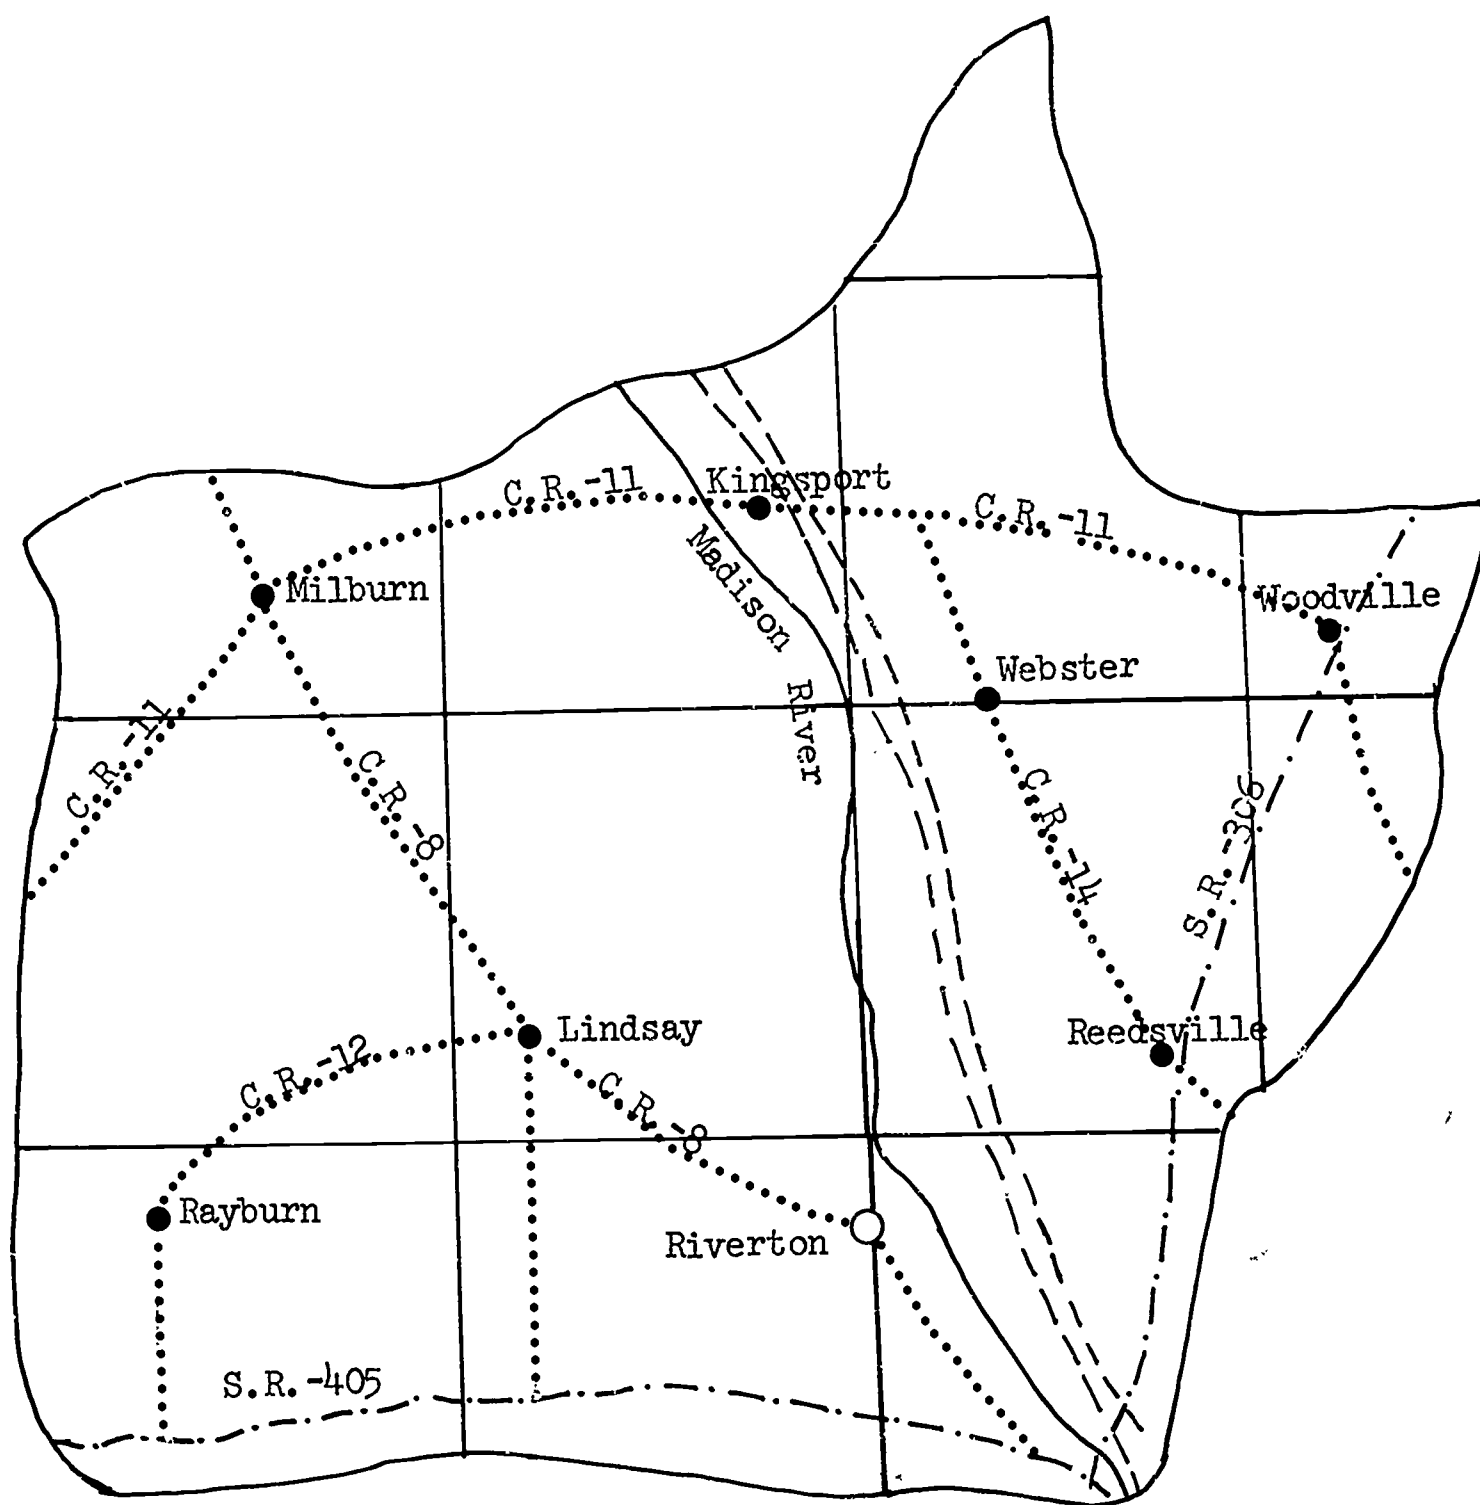 C.R.-11
Kingsport
C.R.-11
Madison
River
Milburn
Woodville
Webster
C.R.-11
C.R.-8
C.R.-14
S.R.-306
Lindsay
Reedsville
C.R.-12
C.R.-8
Rayburn
Riverton
S.R.-405